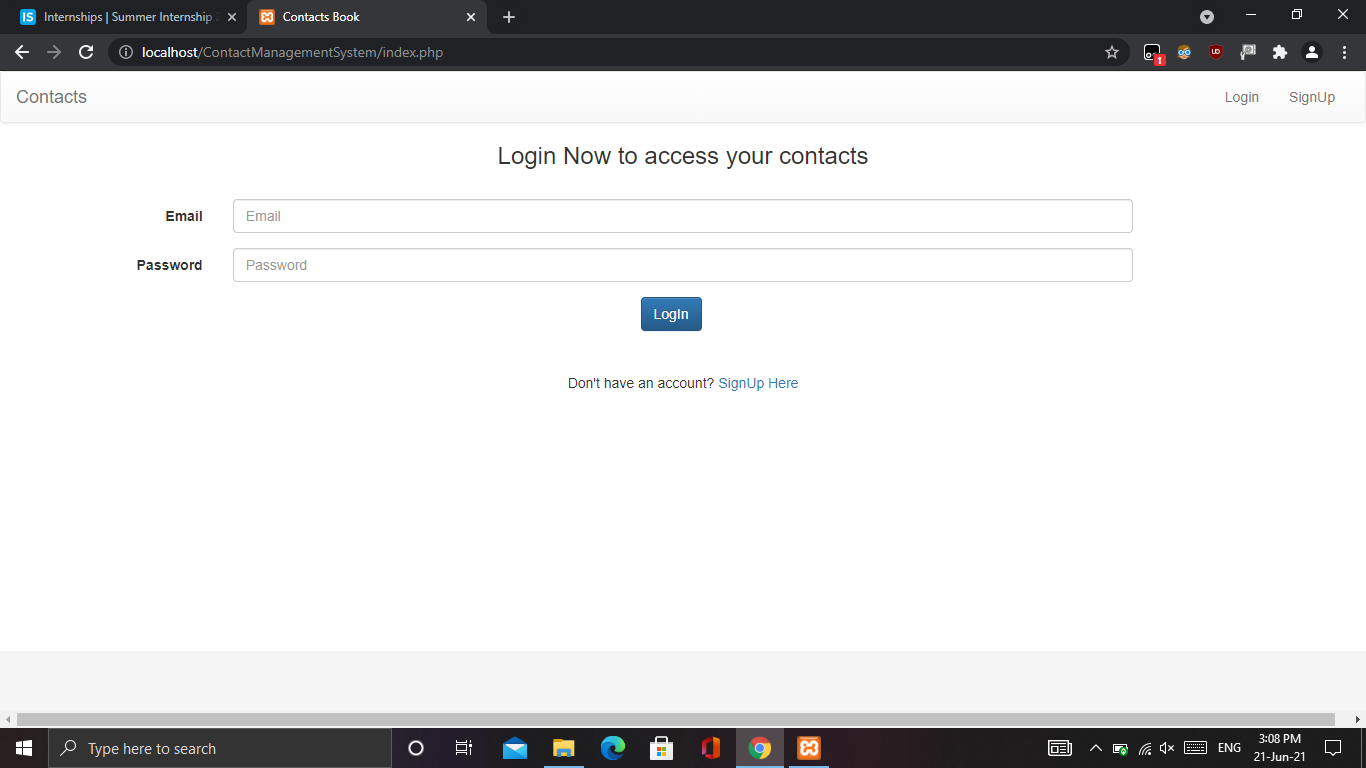 IS Internships | Summer Internship
Contacts Book
localhost/ContactManagementSystem/index.php
UD
1
Contacts
Login
SignUp
Login Now to access your contacts
Email
Email
Password
Password
LogIn
Don't have an account? SignUp Here
Type here to search
ENG
3:08 PM
21-Jun-21